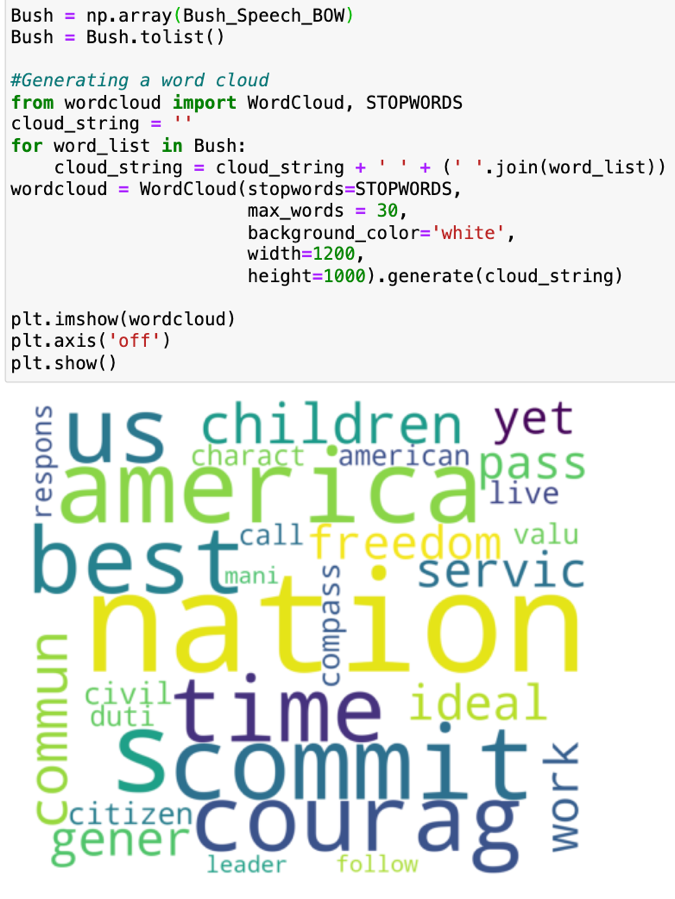 Bush = np.array(Bush_Speech_BOW)
Bush = Bush.tolist()
#Generating a word cloud
from wordcloud import WordCloud, STOPWORDS
cloud_string = ''
for word_list in Bush:
    cloud_string = cloud_string + ' ' + (' '.join(word_list))
wordcloud = WordCloud(stopwords=STOPWORDS,
                      max_words = 30,
                      background_color='white',
                      width=1200,
                      height=1000).generate(cloud_string)
plt.imshow(wordcloud)
plt.axis('off')
plt.show()
respons
us
children
yet
charact
american
pass
america
live
best
call
freedom
valu
mani
servic
compass
nation
commun
civil
duti
time
ideal
s
commit
work
citizen
courag
gener
leader
follow